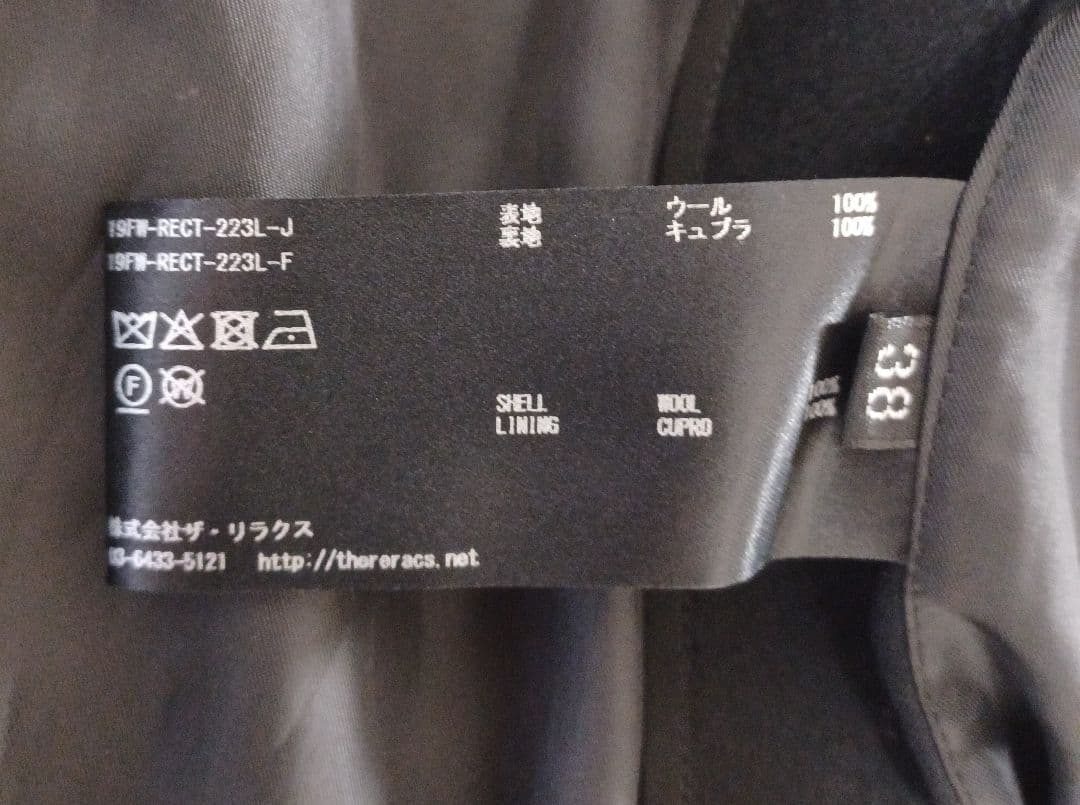 19FW-RECT-223L-J
19FW-RECT-223L-F
表地 ウール 100%
裏地 キュプラ 100%
F
W
SHELL WOOL 100%
LINING CUPRO 100%
38
株式会社ザ・リラクス
03-6433-5121 http://thereracs.net